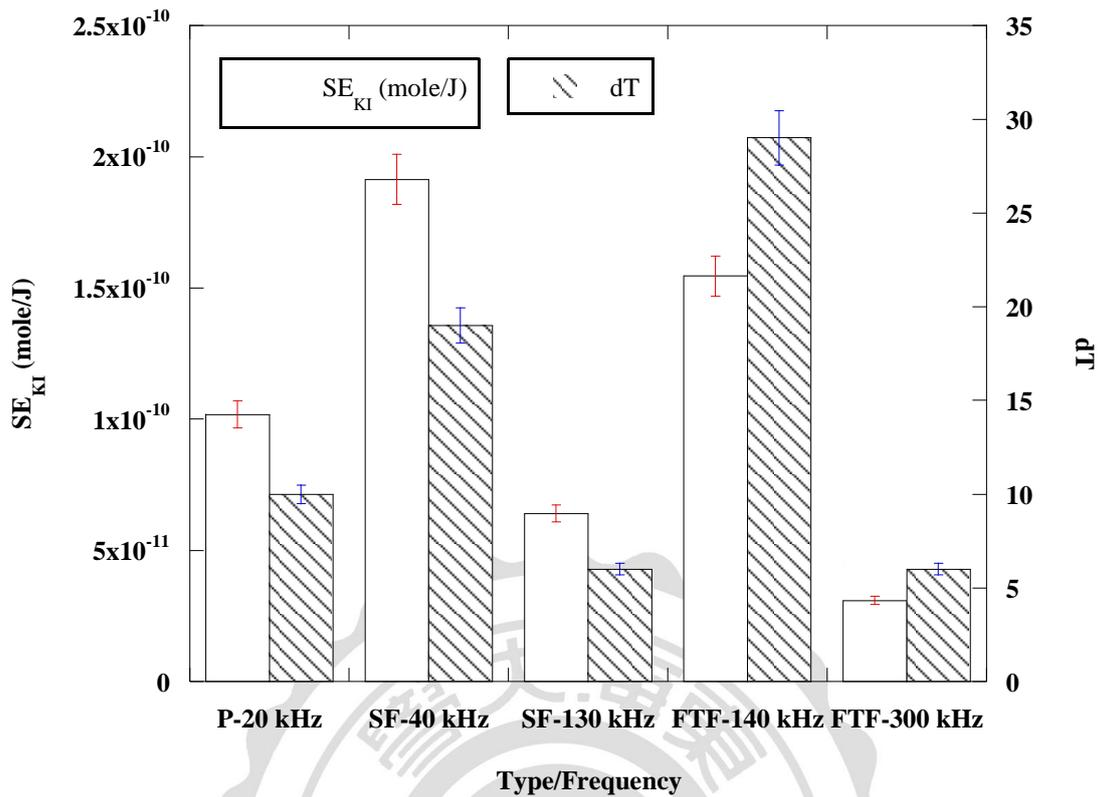 2.5x10^-10
2x10^-10
1.5x10^-10
1x10^-10
5x10^-11
0
SE_KI (mole/J)
SE_KI (mole/J)
dT
35
30
25
20
15
10
5
0
dT
P-20 kHz
SF-40 kHz
SF-130 kHz
FTF-140 kHz
FTF-300 kHz
Type/Frequency